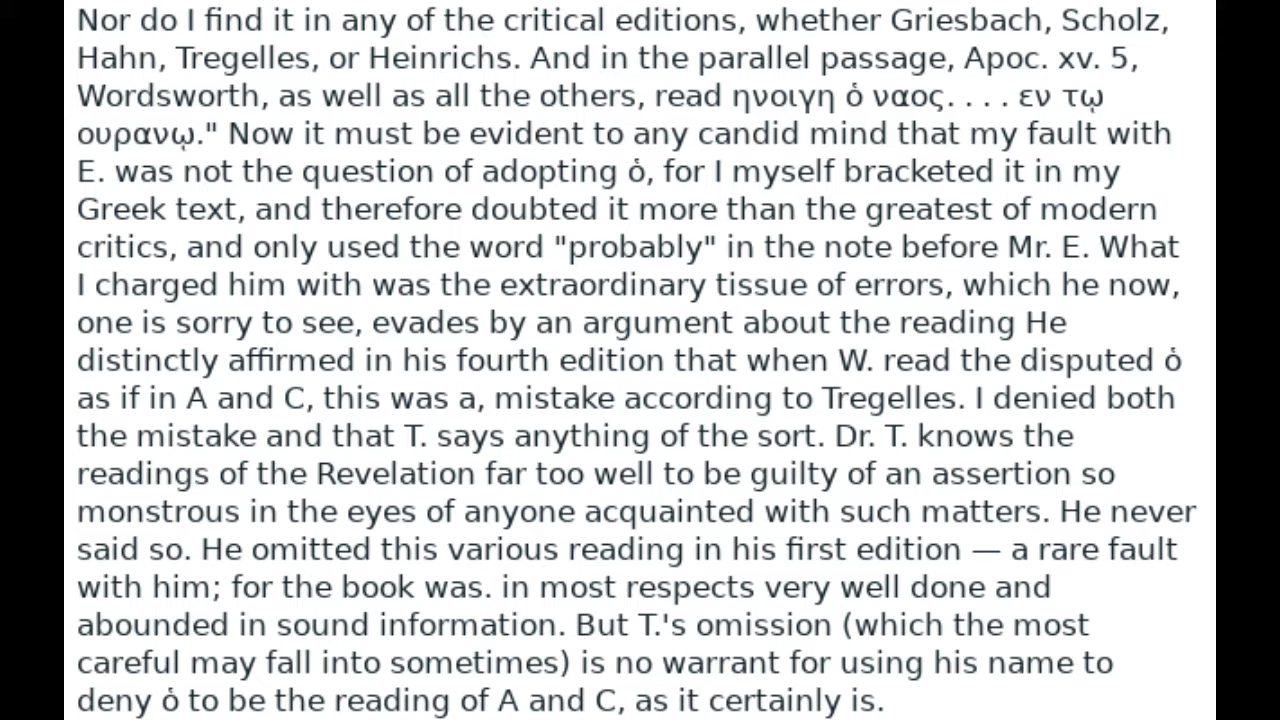 Nor do I find it in any of the critical editions, whether Griesbach, Scholz,
Hahn, Tregelles, or Heinrichs. And in the parallel passage, Apoc. xv. 5,
Wordsworth, as well as all the others, read ηνοιγη ὁ ναος. . . . εν τῳ
ουρανῳ." Now it must be evident to any candid mind that my fault with
E. was not the question of adopting ὁ, for I myself bracketed it in my
Greek text, and therefore doubted it more than the greatest of modern
critics, and only used the word "probably" in the note before Mr. E. What
I charged him with was the extraordinary tissue of errors, which he now,
one is sorry to see, evades by an argument about the reading He
distinctly affirmed in his fourth edition that when W. read the disputed ὁ
as if in A and C, this was a, mistake according to Tregelles. I denied both
the mistake and that T. says anything of the sort. Dr. T. knows the
readings of the Revelation far too well to be guilty of an assertion so
monstrous in the eyes of anyone acquainted with such matters. He never
said so. He omitted this various reading in his first edition — a rare fault
with him; for the book was. in most respects very well done and
abounded in sound information. But T.'s omission (which the most
careful may fall into sometimes) is no warrant for using his name to
deny ὁ to be the reading of A and C, as it certainly is.